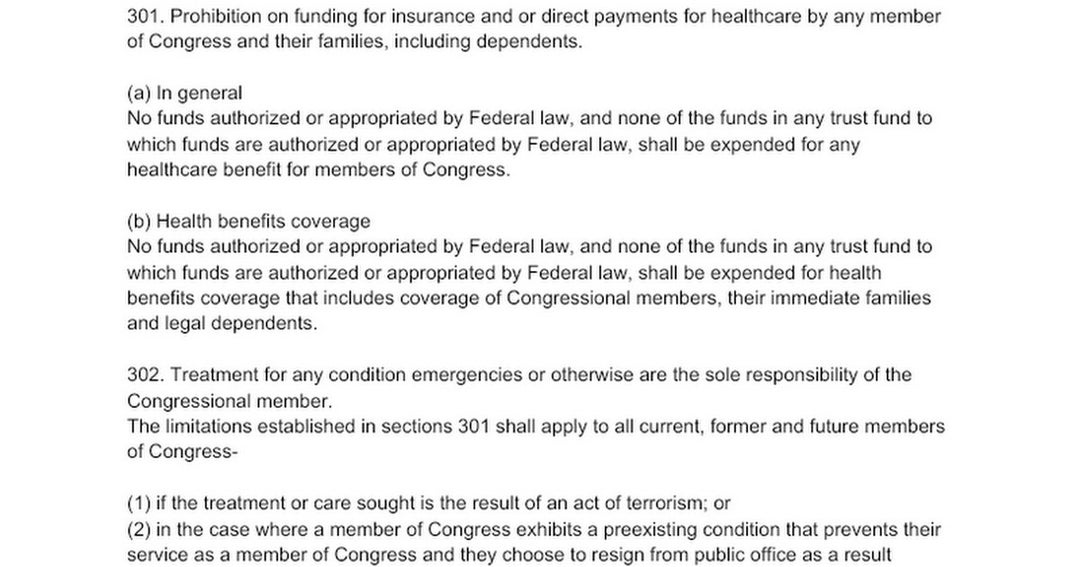 301. Prohibition on funding for insurance and or direct payments for healthcare by any member
of Congress and their families, including dependents.
(a) In general
No funds authorized or appropriated by Federal law, and none of the funds in any trust fund to
which funds are authorized or appropriated by Federal law, shall be expended for any
healthcare benefit for members of Congress.
(b) Health benefits coverage
No funds authorized or appropriated by Federal law, and none of the funds in any trust fund to
which funds are authorized or appropriated by Federal law, shall be expended for health
benefits coverage that includes coverage of Congressional members, their immediate families
and legal dependents.
302. Treatment for any condition emergencies or otherwise are the sole responsibility of the
Congressional member.
The limitations established in sections 301 shall apply to all current, former and future members
of Congress-
(1) if the treatment or care sought is the result of an act of terrorism; or
(2) in the case where a member of Congress exhibits a preexisting condition that prevents their
service as a member of Congress and they choose to resign from public office as a result